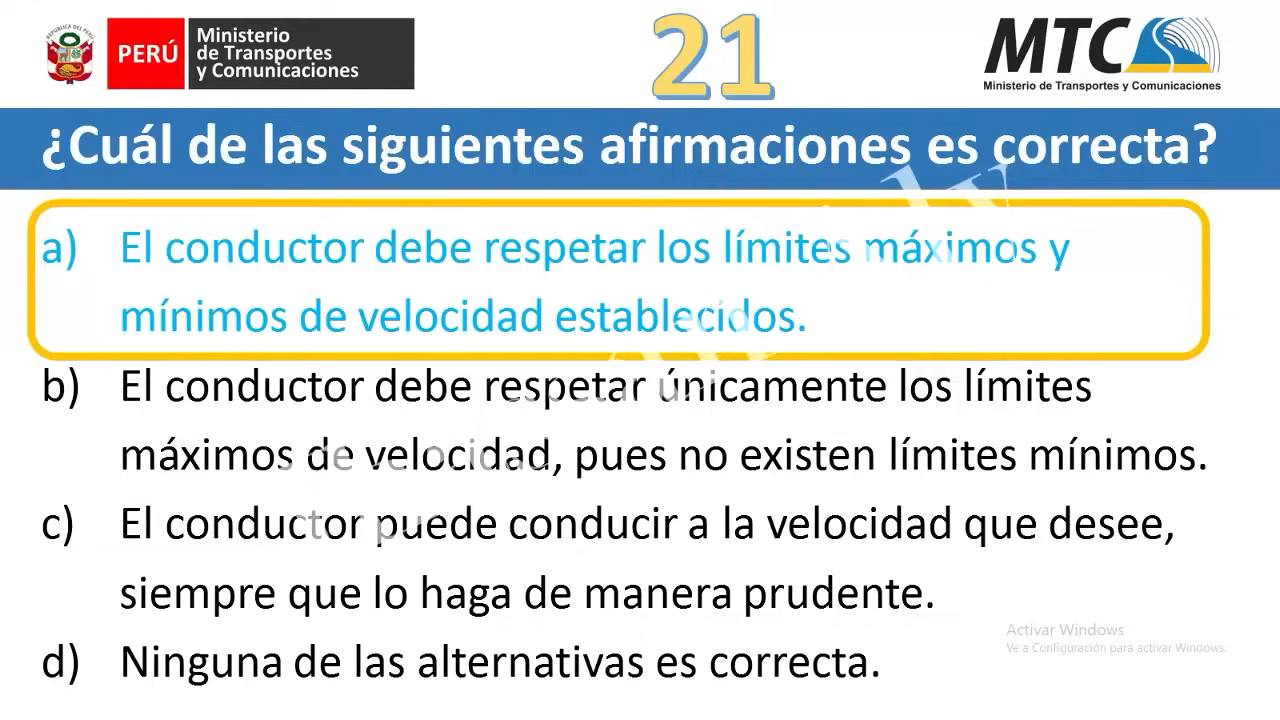 REPÚBLICA DEL PERÚ
PERÚ
Ministerio
de Transportes
y Comunicaciones
21
MTC
Ministerio de Transportes y Comunicaciones
¿Cuál de las siguientes afirmaciones es correcta?
a) El conductor debe respetar los límites máximos y
mínimos de velocidad establecidos.
b) El conductor debe respetar únicamente los límites
máximos de velocidad, pues no existen límites mínimos.
c) El conductor puede conducir a la velocidad que desee,
siempre que lo haga de manera prudente.
d) Ninguna de las alternativas es correcta.
Activar Windows
Ve a Configuración para activar Windows.